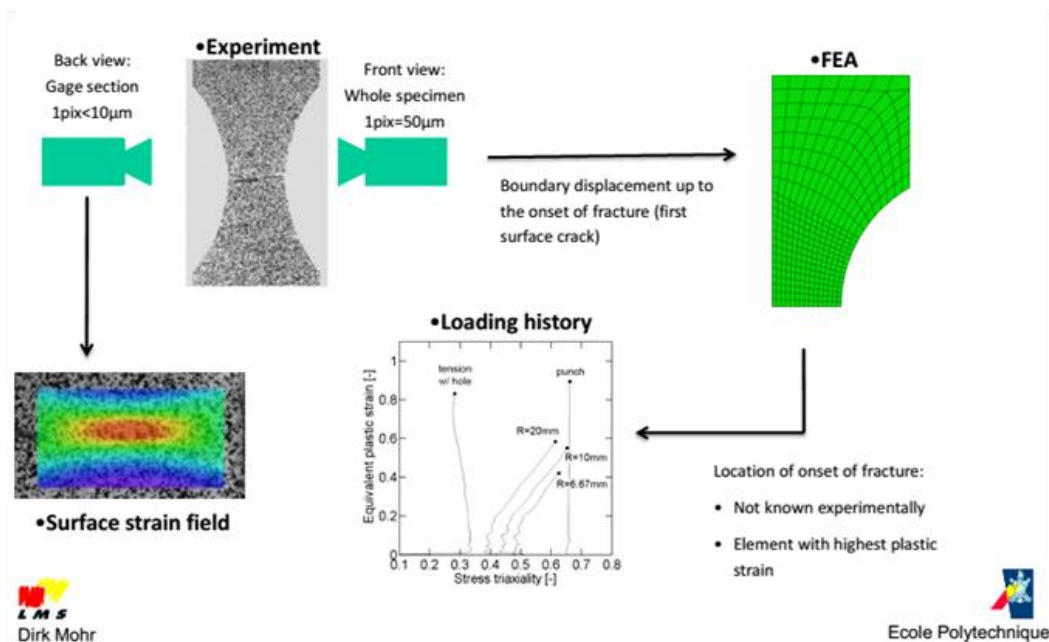 •Experiment
Back view:
Gage section
1pix<10µm
Front view:
Whole specimen
1pix=50µm
•FEA
Boundary displacement up to
the onset of fracture (first
surface crack)
•Loading history
Equivalent plastic strain [-]
1
0.8
0.6
0.4
0.2
0
tension
w/ hole
punch
R=20mm
R=10mm
R=6.67mm
0.1 0.2 0.3 0.4 0.5 0.6 0.7 0.8
Stress triaxiality [-]
Location of onset of fracture:
• Not known experimentally
• Element with highest plastic
strain
•Surface strain field
LMS
Dirk Mohr
Ecole Polytechnique